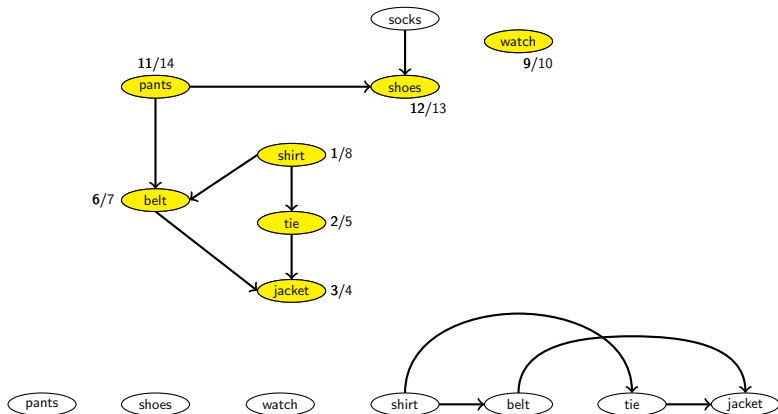 socks
watch
9/10
11/14
pants
shoes
12/13
shirt 1/8
6/7 belt
tie 2/5
jacket 3/4
pants shoes watch shirt belt tie jacket